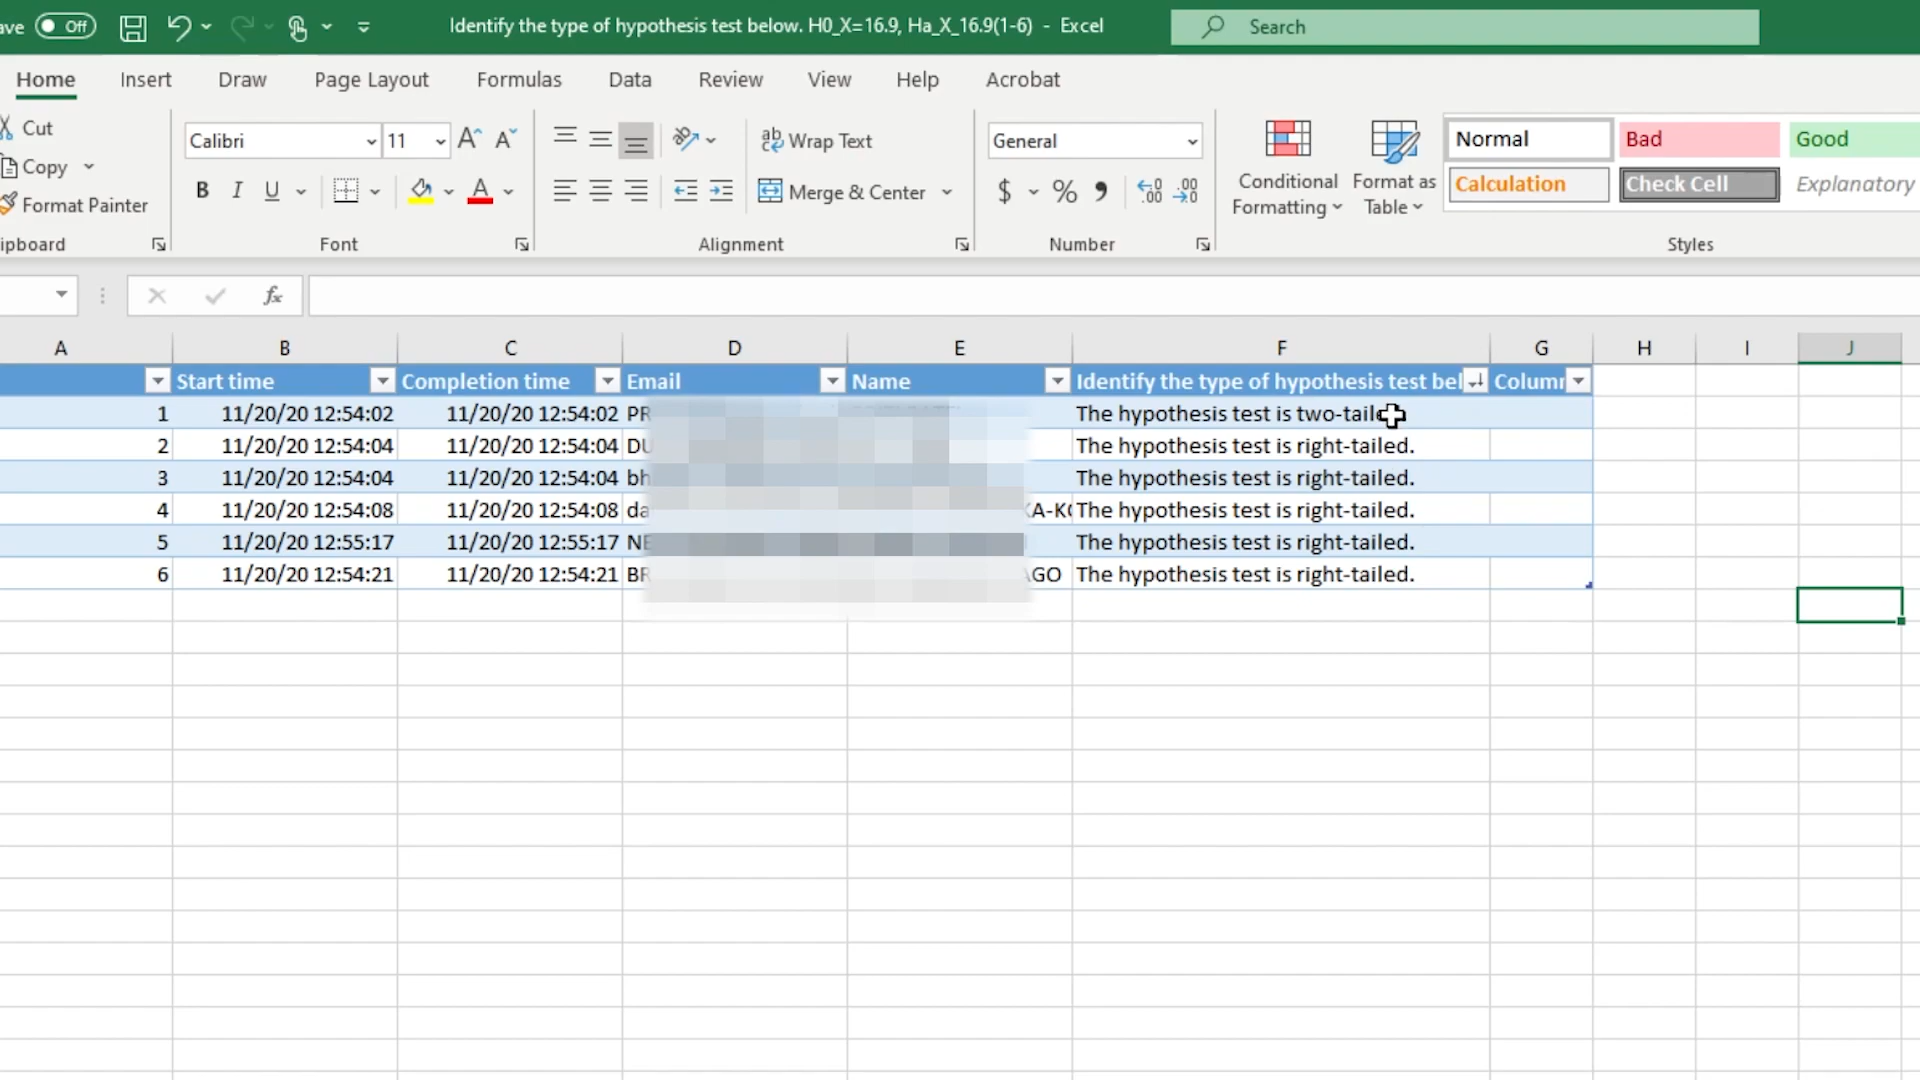 ave Off Identify the type of hypothesis test below. H0_X=16.9, Ha_X_16.9(1-6) - Excel Search
Home Insert Draw Page Layout Formulas Data Review View Help Acrobat
Cut
Copy
Format Painter
ipboard
Calibri 11
B I U A
Font
Wrap Text
Merge & Center
Alignment
General
$ % 9
Number
Conditional Formatting
Format as Table
Normal Bad Good
Calculation Check Cell Explanatory
Styles
fx
A B C D E F G H I J
Start time Completion time Email Name Identify the type of hypothesis test bel Column
1 11/20/20 12:54:02 11/20/20 12:54:02 PR The hypothesis test is two-taile
2 11/20/20 12:54:04 11/20/20 12:54:04 DU The hypothesis test is right-tailed.
3 11/20/20 12:54:04 11/20/20 12:54:04 bh The hypothesis test is right-tailed.
4 11/20/20 12:54:08 11/20/20 12:54:08 da KA-K The hypothesis test is right-tailed.
5 11/20/20 12:55:17 11/20/20 12:55:17 NE The hypothesis test is right-tailed.
6 11/20/20 12:54:21 11/20/20 12:54:21 BR AGO The hypothesis test is right-tailed.